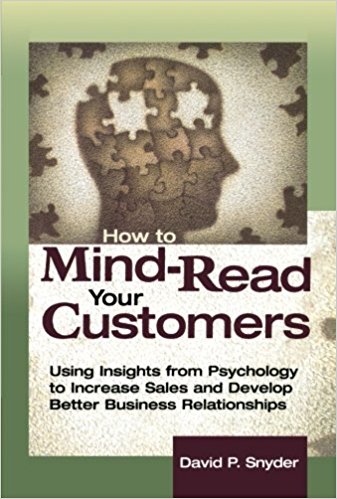 How to
Mind-Read
Your
Customers
Using Insights from Psychology
to Increase Sales and Develop
Better Business Relationships
David P. Snyder